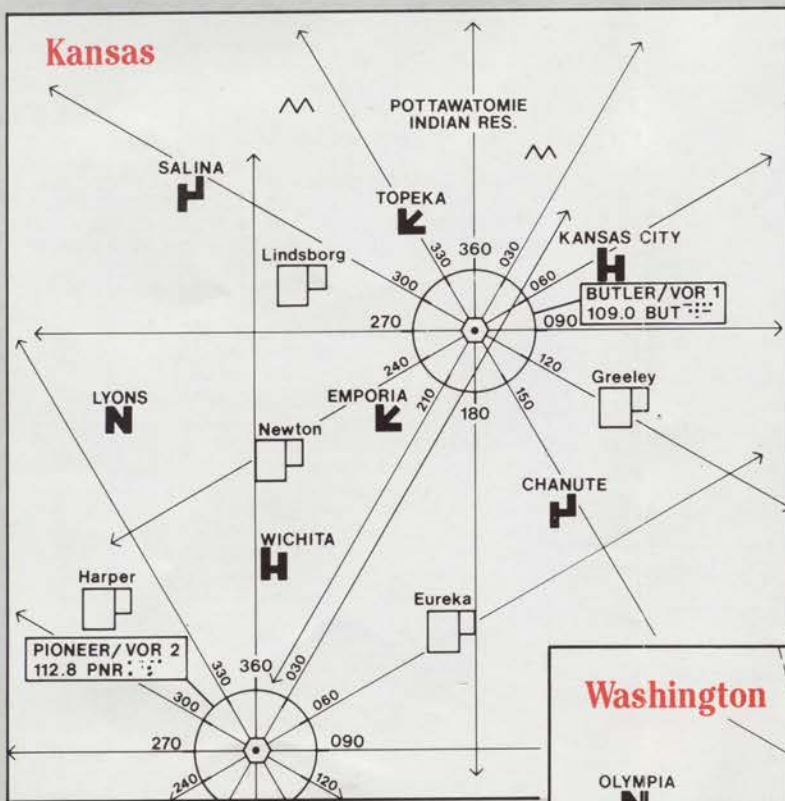 Kansas
POTTAWATOMIE
INDIAN RES.
SALINA
TOPEKA
KANSAS CITY
Lindsborg
330
360
030
300
060
BUTLER/VOR 1
109.0 BUT
270
090
240
120
Greeley
LYONS
EMPORIA
210
180
150
Newton
CHANUTE
WICHITA
Harper
Eureka
PIONEER/VOR 2
112.8 PNR
330
360
030
300
060
270
090
240
120
Washington
OLYMPIA